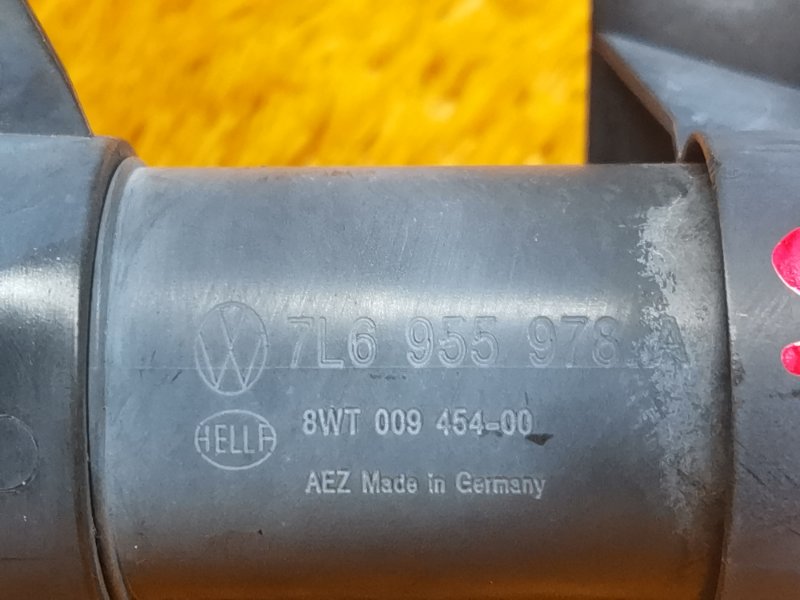 7L6 955 978 A
HELLA 8WT 009 454-00
AEZ Made in Germany